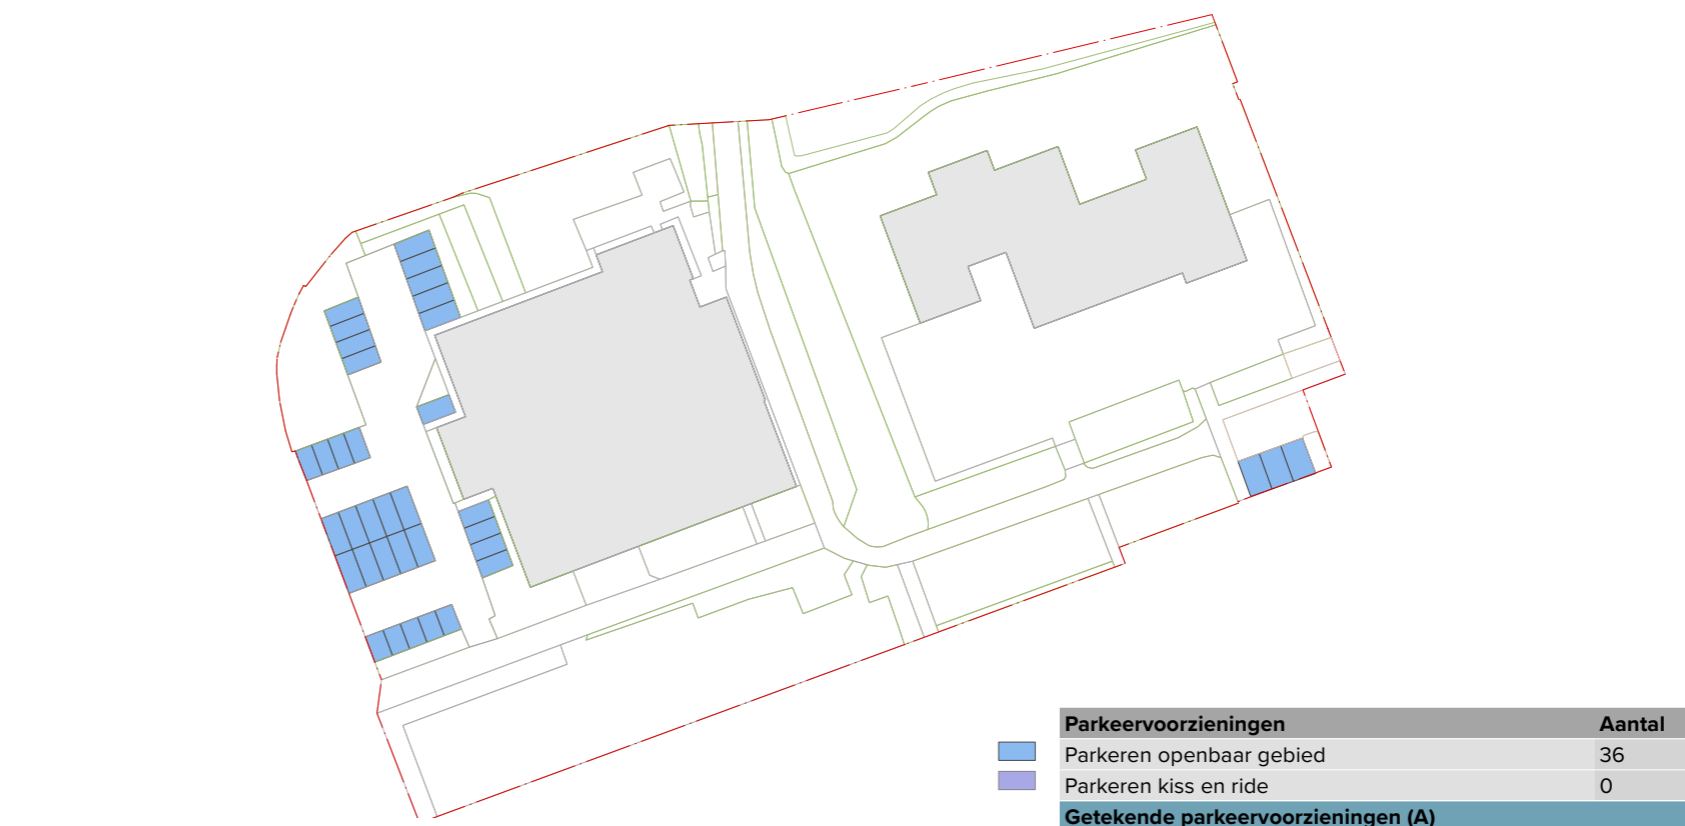 Parkeervoorzieningen Aantal
Parkeren openbaar gebied 36
Parkeren kiss en ride 0
Getekende parkeervoorzieningen (A)